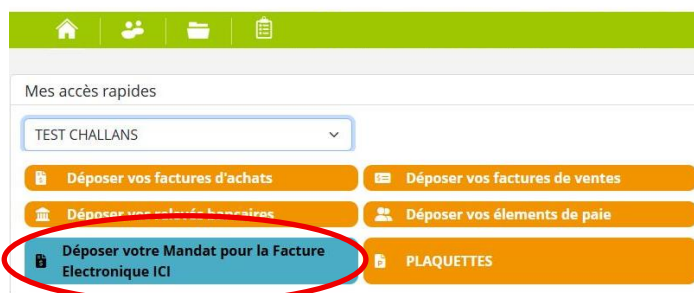 Mes accès rapides
TEST CHALLANS
Déposer vos factures d'achats
Déposer vos factures de ventes
Déposer vos relevés bancaires
Déposer vos élements de paie
Déposer votre Mandat pour la Facture
Electronique ICI
PLAQUETTES